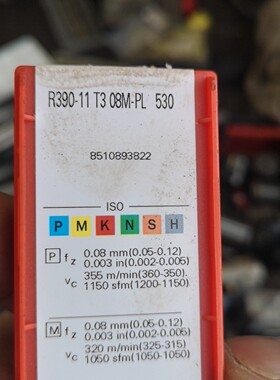 R390-11 T3 08M-PL 530
8510893822
ISO
P M K N S H
P fz 0.08 mm(0.05-0.12)
0.003 in(0.002-0.005)
vc 355 m/min(360-350).
1150 sfm(1200-1150)
M fz 0.08 mm(0.05-0.12)
0.003 in(0.002-0.005)
vc 320 m/min(325-315)
1050 sfm(1050-1050)